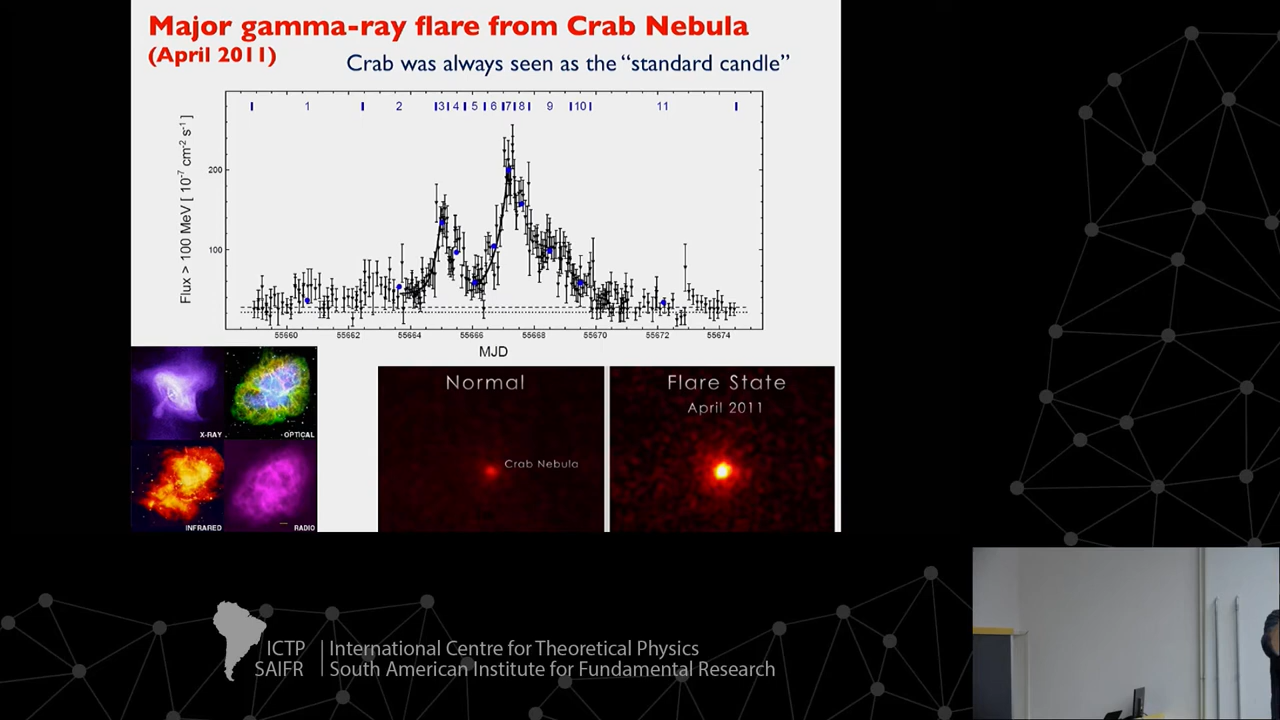 Major gamma-ray flare from Crab Nebula
(April 2011)
Crab was always seen as the “standard candle”
1 2 3 4 5 6 7 8 9 10 11
Flux > 100 MeV [ 10⁻⁷ cm⁻² s⁻¹ ]
200
100
55660 55662 55664 55666 55668 55670 55672 55674
MJD
X-RAY
OPTICAL
INFRARED
RADIO
Normal
Crab Nebula
Flare State
April 2011
ICTP
SAIFR
International Centre for Theoretical Physics
South American Institute for Fundamental Research